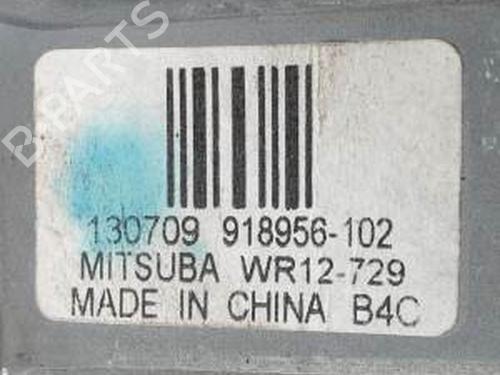 B-PARTS
130709 918956-102
MITSUBA WR12-729
MADE IN CHINA B4C